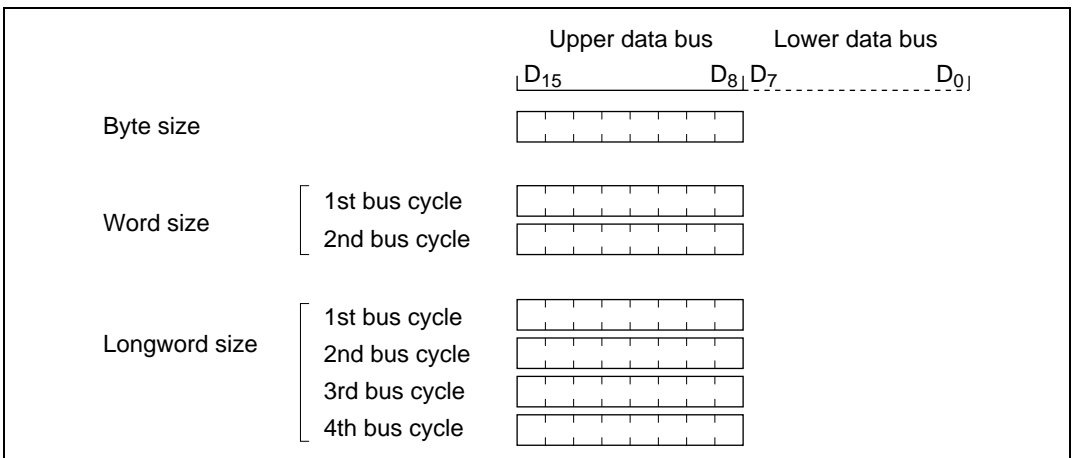 Upper data bus Lower data bus
D15 D8 D7 D0
Byte size
1st bus cycle
Word size
2nd bus cycle
1st bus cycle
2nd bus cycle
Longword size
3rd bus cycle
4th bus cycle